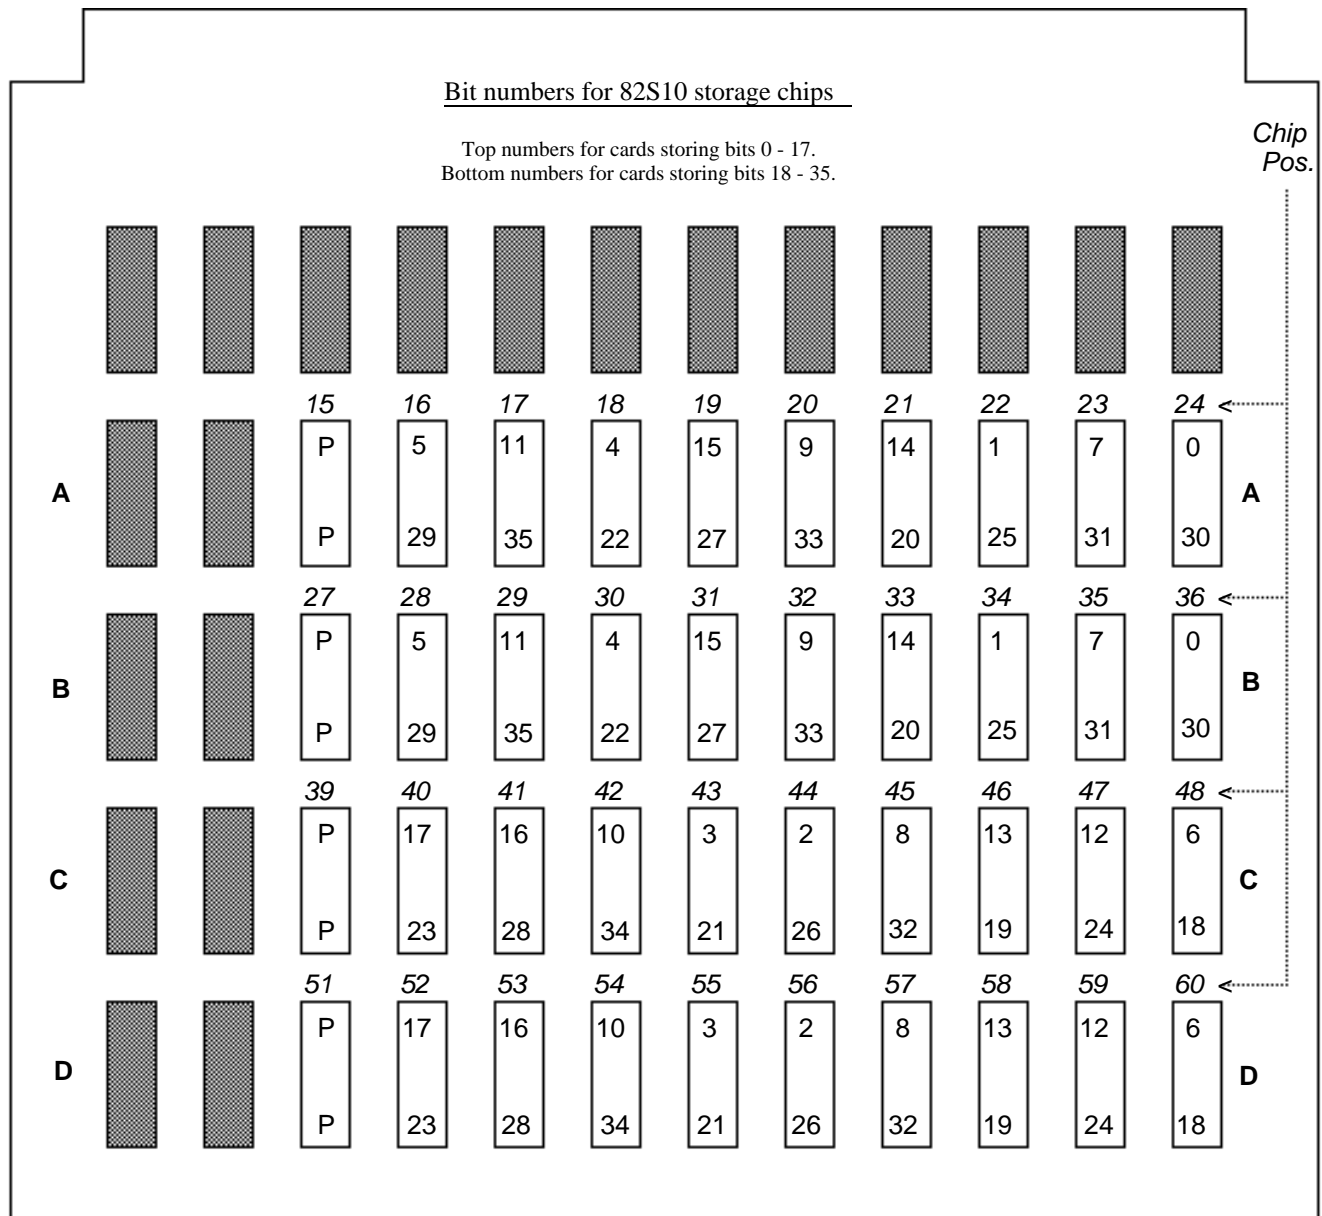 Bit numbers for 82S10 storage chips
Top numbers for cards storing bits 0 - 17.
Bottom numbers for cards storing bits 18 - 35.
Chip
Pos.
15 16 17 18 19 20 21 22 23 24
P 5 11 4 15 9 14 1 7 0
A A
P 29 35 22 27 33 20 25 31 30
27 28 29 30 31 32 33 34 35 36
P 5 11 4 15 9 14 1 7 0
B B
P 29 35 22 27 33 20 25 31 30
39 40 41 42 43 44 45 46 47 48
P 17 16 10 3 2 8 13 12 6
C C
P 23 28 34 21 26 32 19 24 18
51 52 53 54 55 56 57 58 59 60
P 17 16 10 3 2 8 13 12 6
D D
P 23 28 34 21 26 32 19 24 18